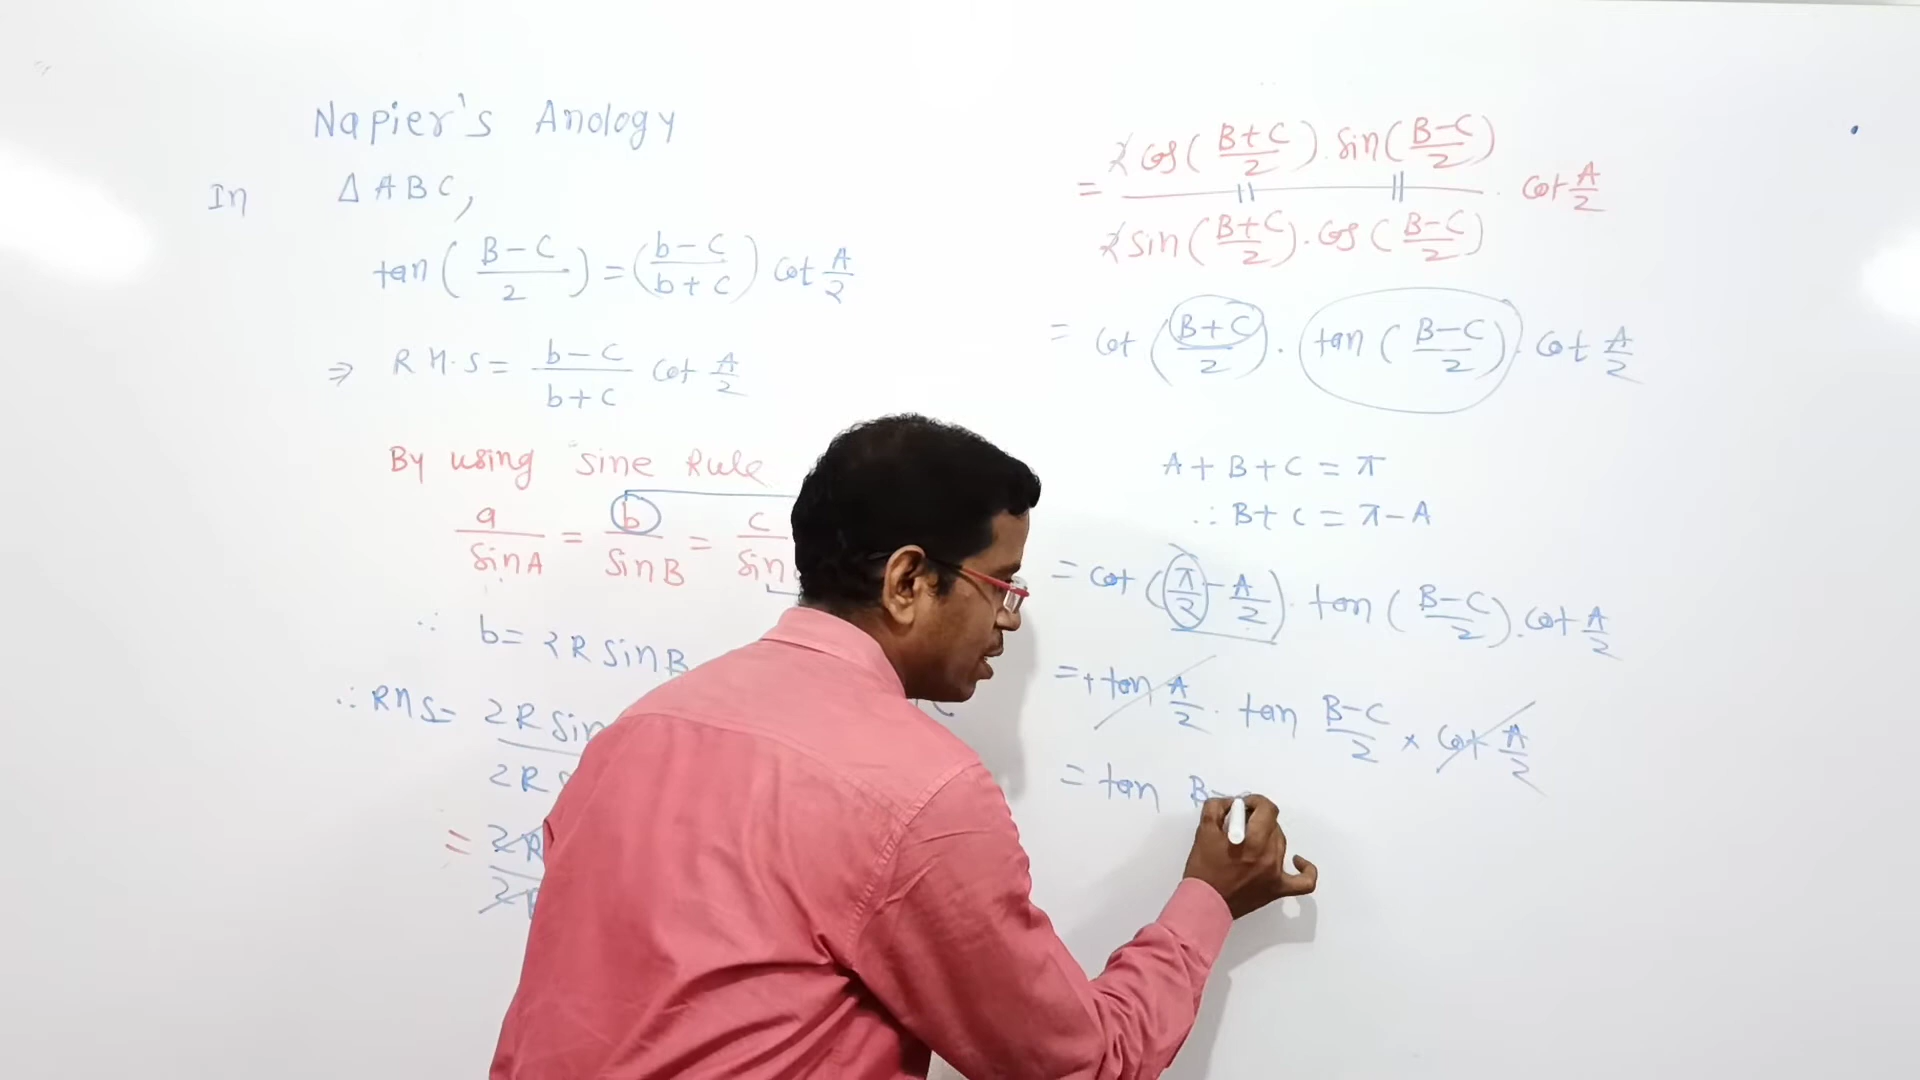 Napier's Anology
In ΔABC,
tan(B-C/2) = (b-c/b+c) cot A/2
⇒ R H.S = b-c/b+c cot A/2
By using sine Rule
a/sinA = b/sinB = c/sin
∴ b = 2R sinB
∴ RHS = 2R Sin
2R
= 2R
= 2cos(B+C/2).sin(B-C/2)/2sin(B+C/2).cos(B-C/2) . cot A/2
= cot(B+C/2).tan(B-C/2).cot A/2
A+B+C = π
∴ B+C = π-A
= cot(π/2-A/2).tan(B-C/2).cot A/2
= +tan A/2 . tan B-C/2 × cot A/2
= tan B-